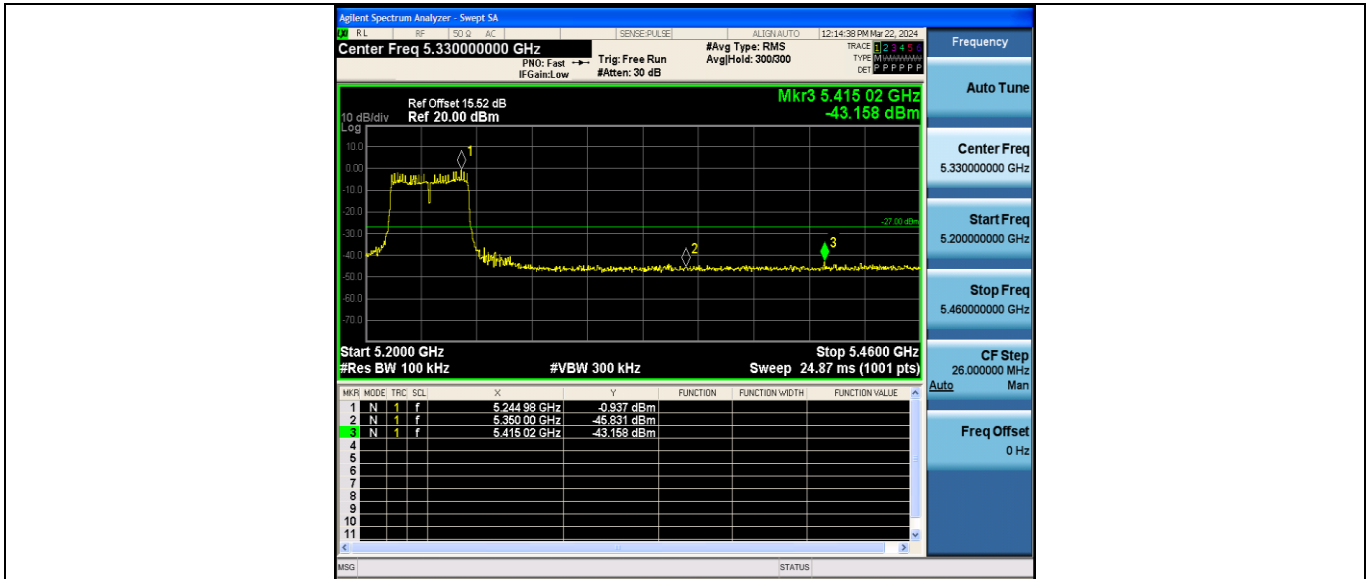 Agilent Spectrum Analyzer - Swept SA
LXI RL RF 50 Ω AC SENSE:PULSE ALIGN AUTO 12:14:38 PM Mar 22, 2024
Center Freq 5.330000000 GHz
PNO: Fast
IFGain:Low
Trig: Free Run
#Atten: 30 dB
#Avg Type: RMS
Avg|Hold: 300/300
TRACE 1 2 3 4 5 6
TYPE M
DET P P P P P P
Mkr3 5.415 02 GHz
-43.158 dBm
Ref Offset 15.52 dB
10 dB/div Ref 20.00 dBm
Log
10.0
0.00
-10.0
-20.0
-30.0
-40.0
-50.0
-60.0
-70.0
1
2
3
-27.00 dBm
Start 5.2000 GHz Stop 5.4600 GHz
#Res BW 100 kHz #VBW 300 kHz Sweep 24.87 ms (1001 pts)
MKR MODE TRC SCL X Y FUNCTION FUNCTION WIDTH FUNCTION VALUE
1 N 1 f 5.244 98 GHz -0.937 dBm
2 N 1 f 5.350 00 GHz -45.831 dBm
3 N 1 f 5.415 02 GHz -43.158 dBm
4
5
6
7
8
9
10
11
MSG STATUS
Frequency
Auto Tune
Center Freq
5.330000000 GHz
Start Freq
5.200000000 GHz
Stop Freq
5.460000000 GHz
CF Step
26.000000 MHz
Auto Man
Freq Offset
0 Hz